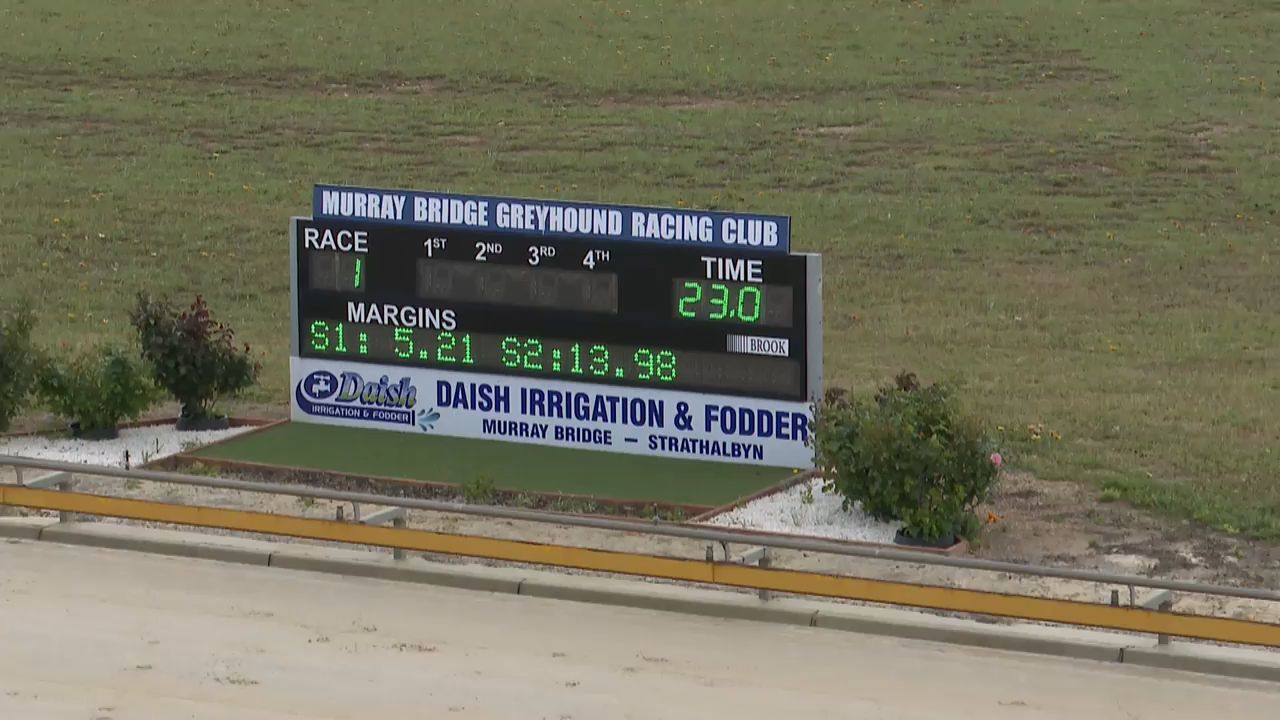 MURRAY BRIDGE GREYHOUND RACING CLUB
RACE 1ST 2ND 3RD 4TH TIME
1 23.0
MARGINS
S1: 5.21 S2:13.98
BROOK
Daish
IRRIGATION & FODDER
DAISH IRRIGATION & FODDER
MURRAY BRIDGE — STRATHALBYN